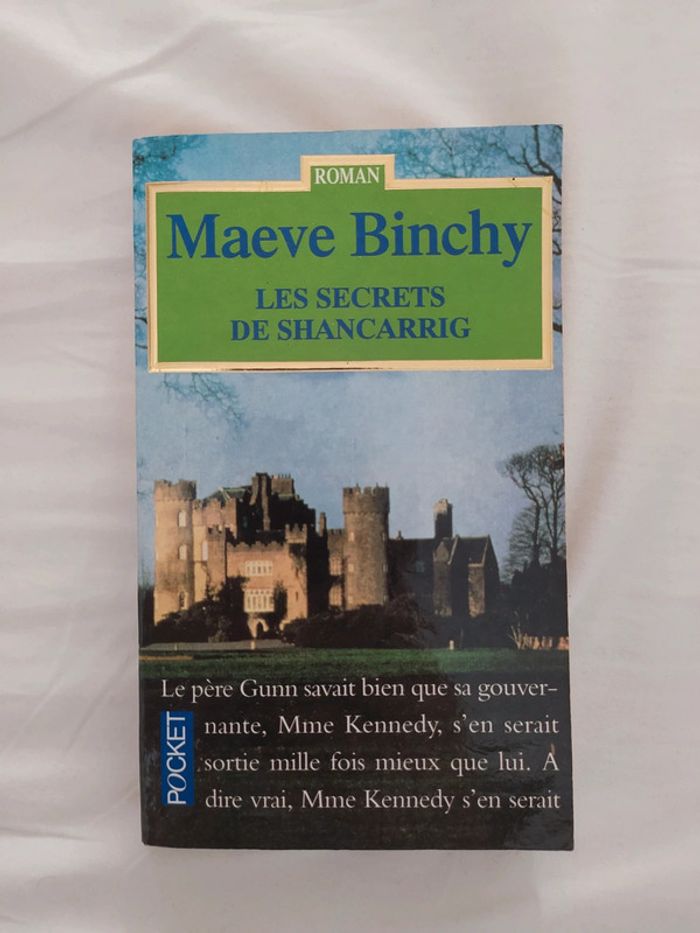 ROMAN
Maeve Binchy
LES SECRETS
DE SHANCARRIG
Le père Gunn savait bien que sa gouver-
nante, Mme Kennedy, s'en serait
sortie mille fois mieux que lui. A
dire vrai, Mme Kennedy s'en serait
POCKET